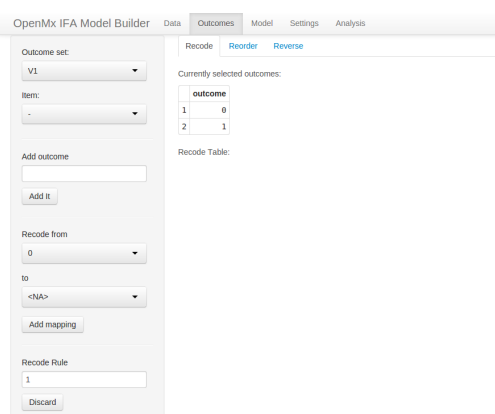 OpenMx IFA Model Builder Data Outcomes Model Settings Analysis
Outcome set:
V1
Item:
-
Add outcome
Add It
Recode from
0
to
<NA>
Add mapping
Recode Rule
1
Discard
Recode Reorder Reverse
Currently selected outcomes:
outcome
1 0
2 1
Recode Table: